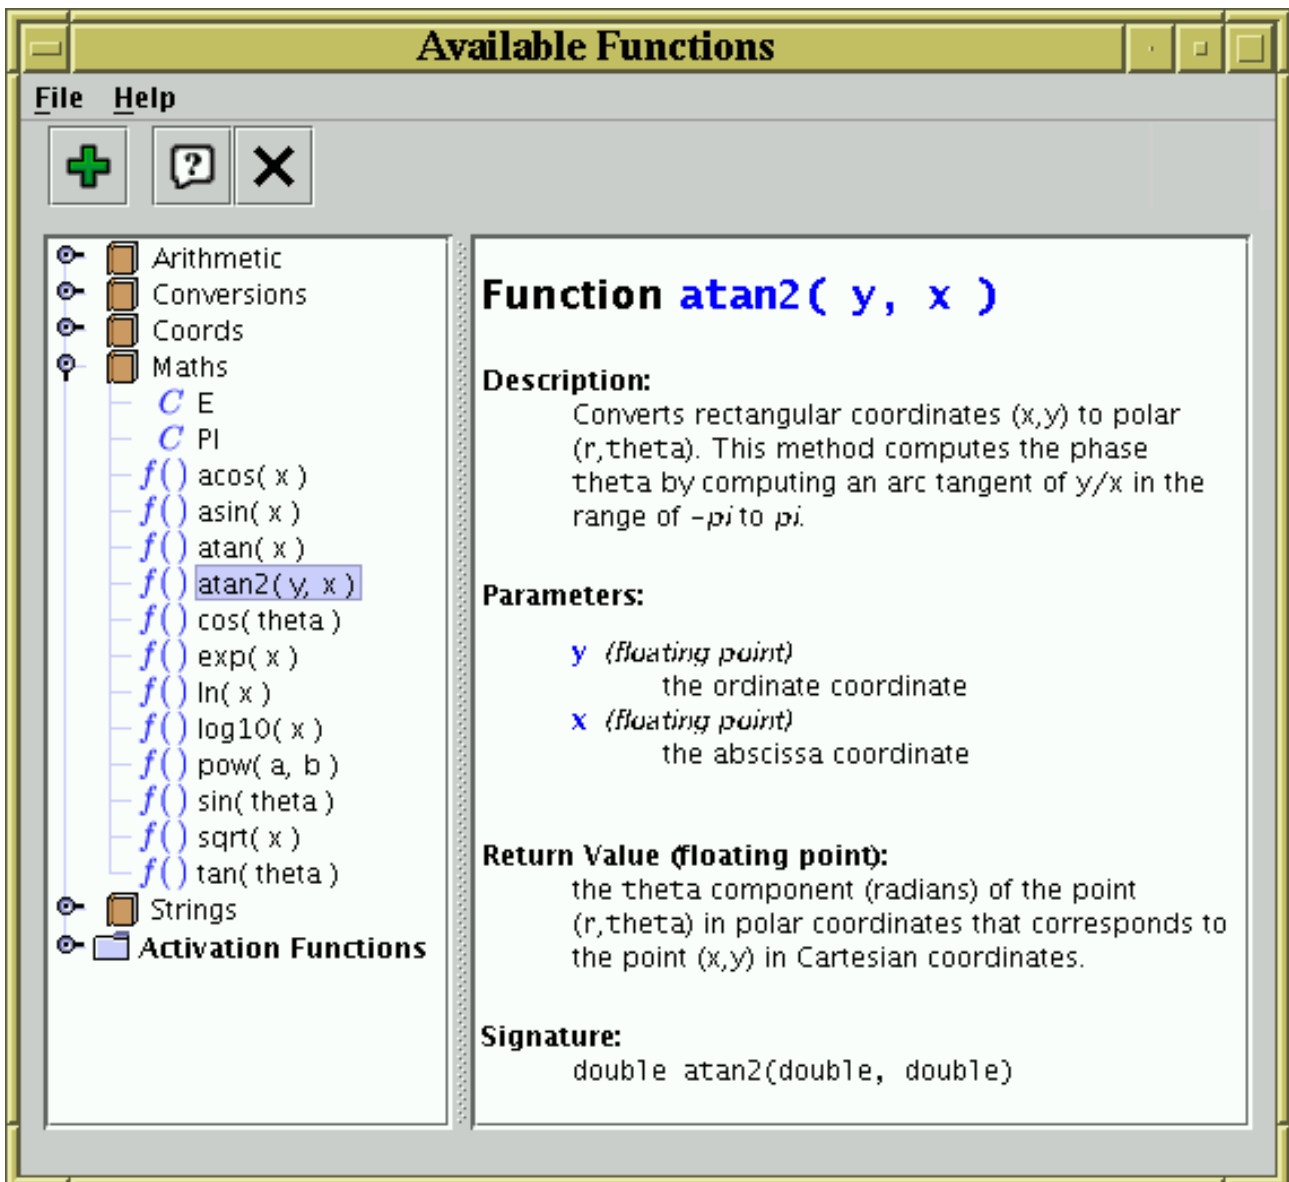 Available Functions
File Help
?
Arithmetic
Conversions
Coords
Maths
C E
C PI
f() acos( x )
f() asin( x )
f() atan( x )
f() atan2( y, x )
f() cos( theta )
f() exp( x )
f() ln( x )
f() log10( x )
f() pow( a, b )
f() sin( theta )
f() sqrt( x )
f() tan( theta )
Strings
Activation Functions
Function atan2( y, x )
Description:
Converts rectangular coordinates (x,y) to polar
(r,theta). This method computes the phase
theta by computing an arc tangent of y/x in the
range of -pi to pi.
Parameters:
y (floating point)
the ordinate coordinate
x (floating point)
the abscissa coordinate
Return Value (floating point):
the theta component (radians) of the point
(r,theta) in polar coordinates that corresponds to
the point (x,y) in Cartesian coordinates.
Signature:
double atan2(double, double)